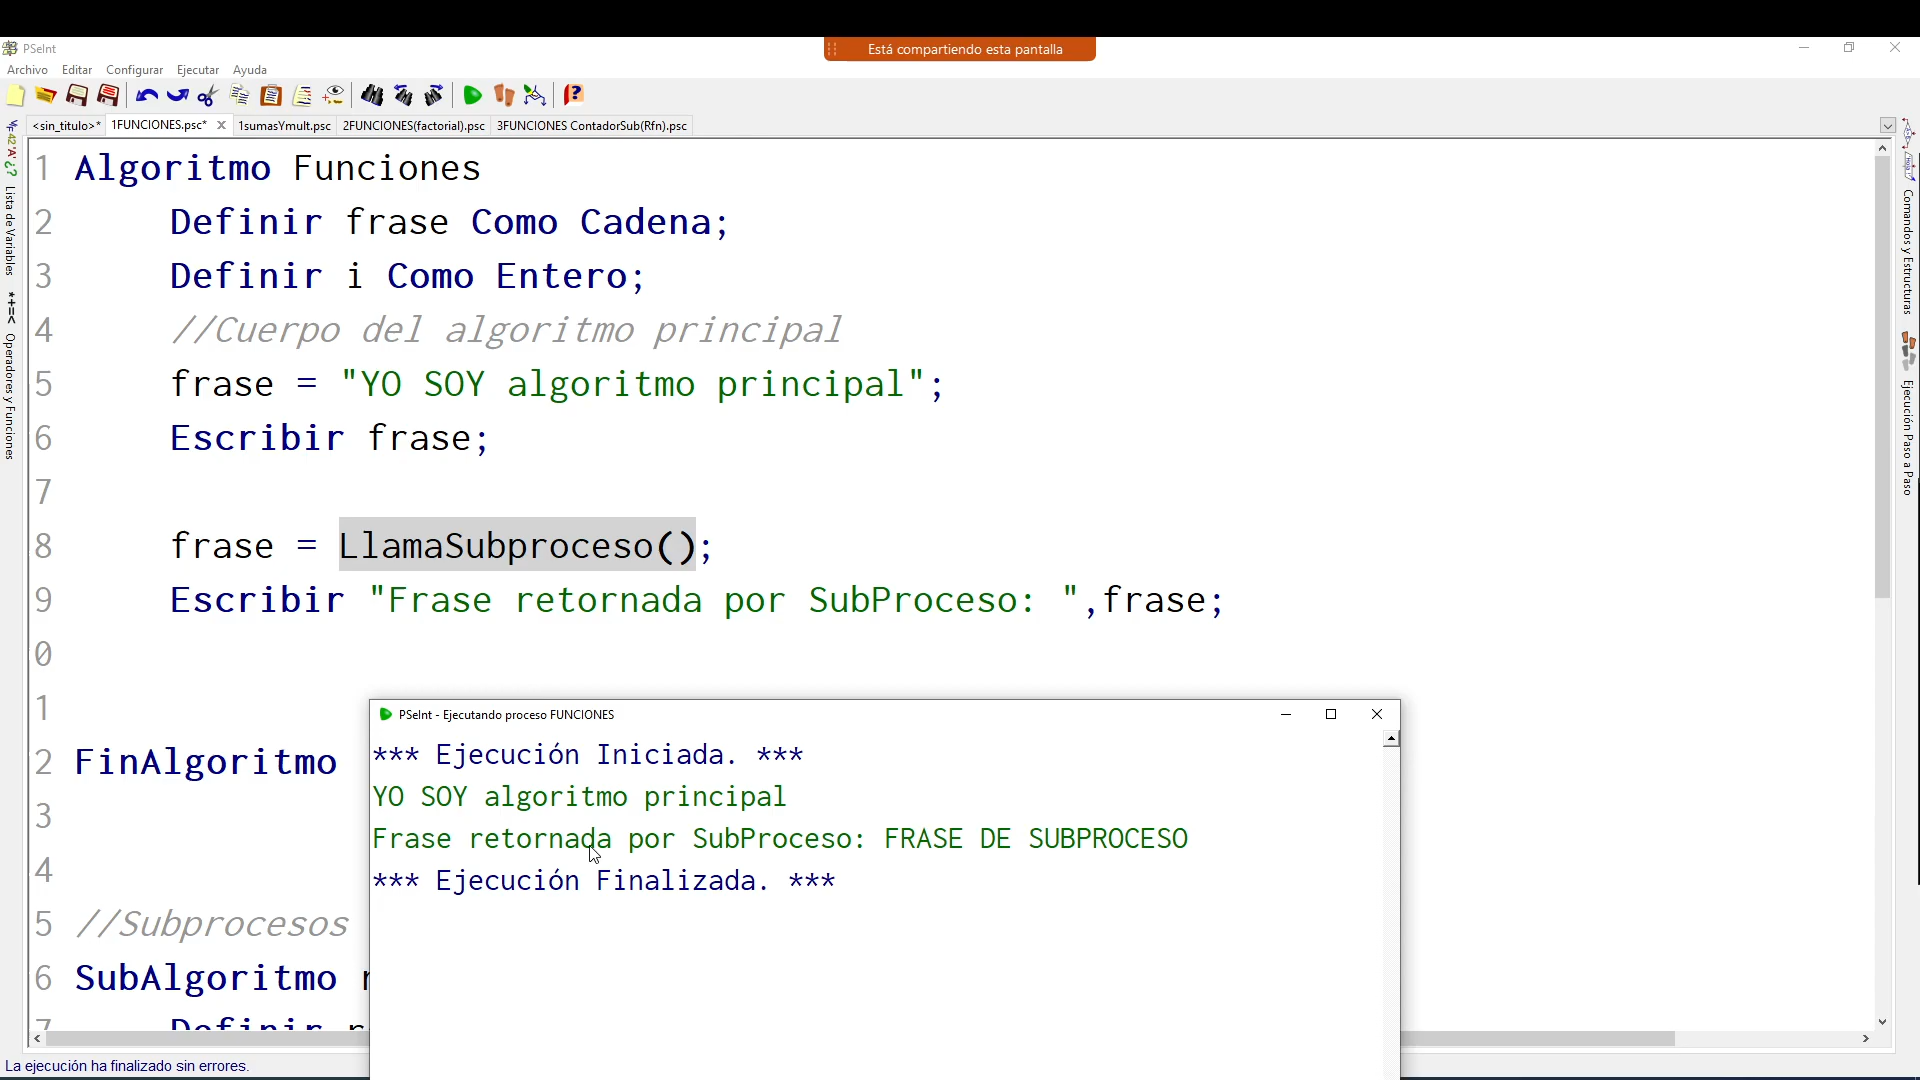 PSeInt
Está compartiendo esta pantalla
Archivo Editar Configurar Ejecutar Ayuda
<sin_titulo>* 1FUNCIONES.psc* 1sumasYmult.psc 2FUNCIONES(factorial).psc 3FUNCIONES ContadorSub(Rfn).psc
Lista de Variables
*+=< Operadores y Funciones
1 Algoritmo Funciones
2 Definir frase Como Cadena;
3 Definir i Como Entero;
4 //Cuerpo del algoritmo principal
5 frase = "YO SOY algoritmo principal";
6 Escribir frase;
7
8 frase = LlamaSubproceso();
9 Escribir "Frase retornada por SubProceso: ",frase;
0
1
2 FinAlgoritmo
3
4
5 //Subprocesos
6 SubAlgoritmo
7 Definir
PSeInt - Ejecutando proceso FUNCIONES
*** Ejecución Iniciada. ***
YO SOY algoritmo principal
Frase retornada por SubProceso: FRASE DE SUBPROCESO
*** Ejecución Finalizada. ***
Comandos y Estructuras
Ejecución Paso a Paso
La ejecución ha finalizado sin errores.